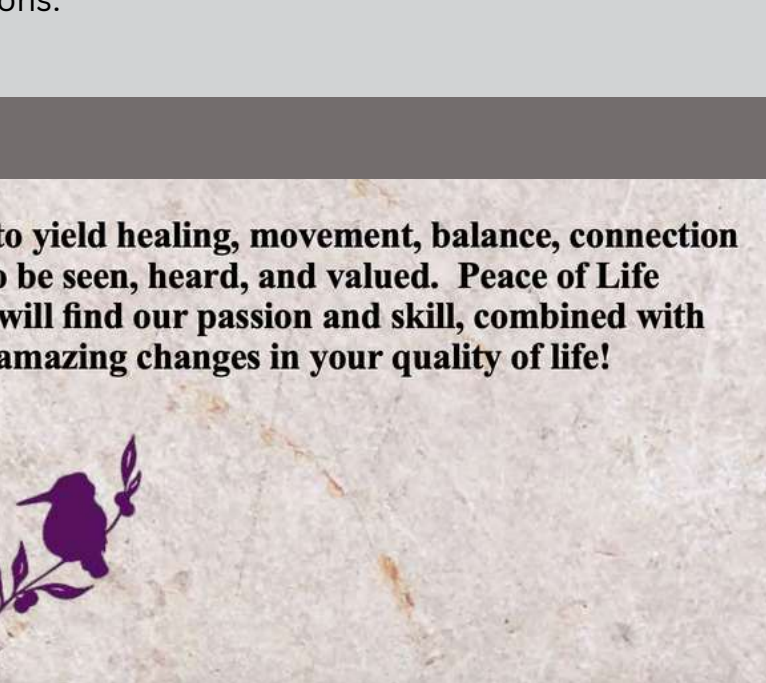 to yield healing, movement, balance, connection
be seen, heard, and valued.  Peace of Life
will find our passion and skill, combined with
amazing changes in your quality of life!